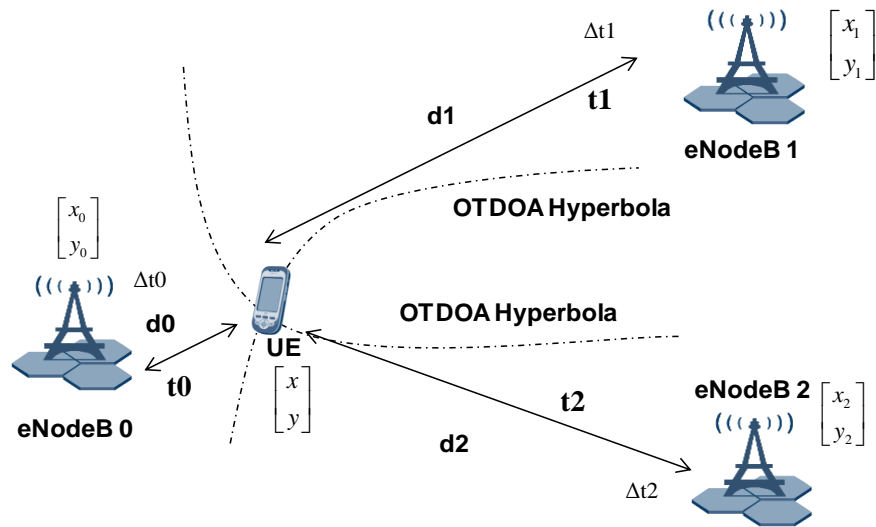 Δt1
[x₁
y₁]
t1
d1
eNodeB 1
OTDOA Hyperbola
[x₀
y₀]
Δt0
d0
OTDOA Hyperbola
UE
t0
[x
y]
eNodeB 0
eNodeB 2
[x₂
y₂]
t2
d2
Δt2